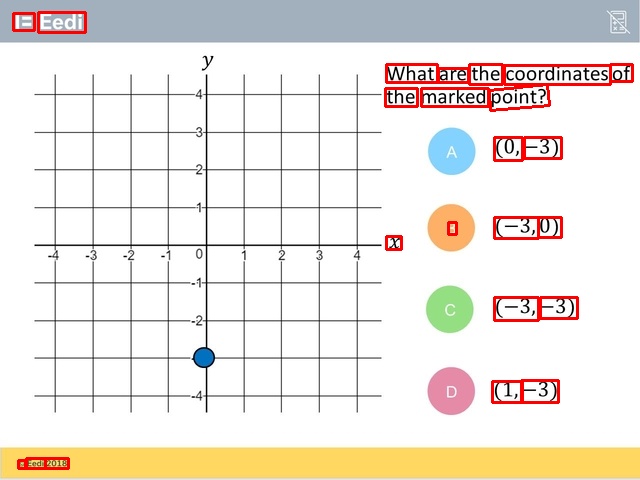 Eedi
What are the coordinates of
the marked point?
y
4
3
2
1
x
-4 -3 -2 -1 0 1 2 3 4
-1
-2
-4
A (0, −3)
(−3, 0)
C (−3, −3)
D (1, −3)
Eedi 2018